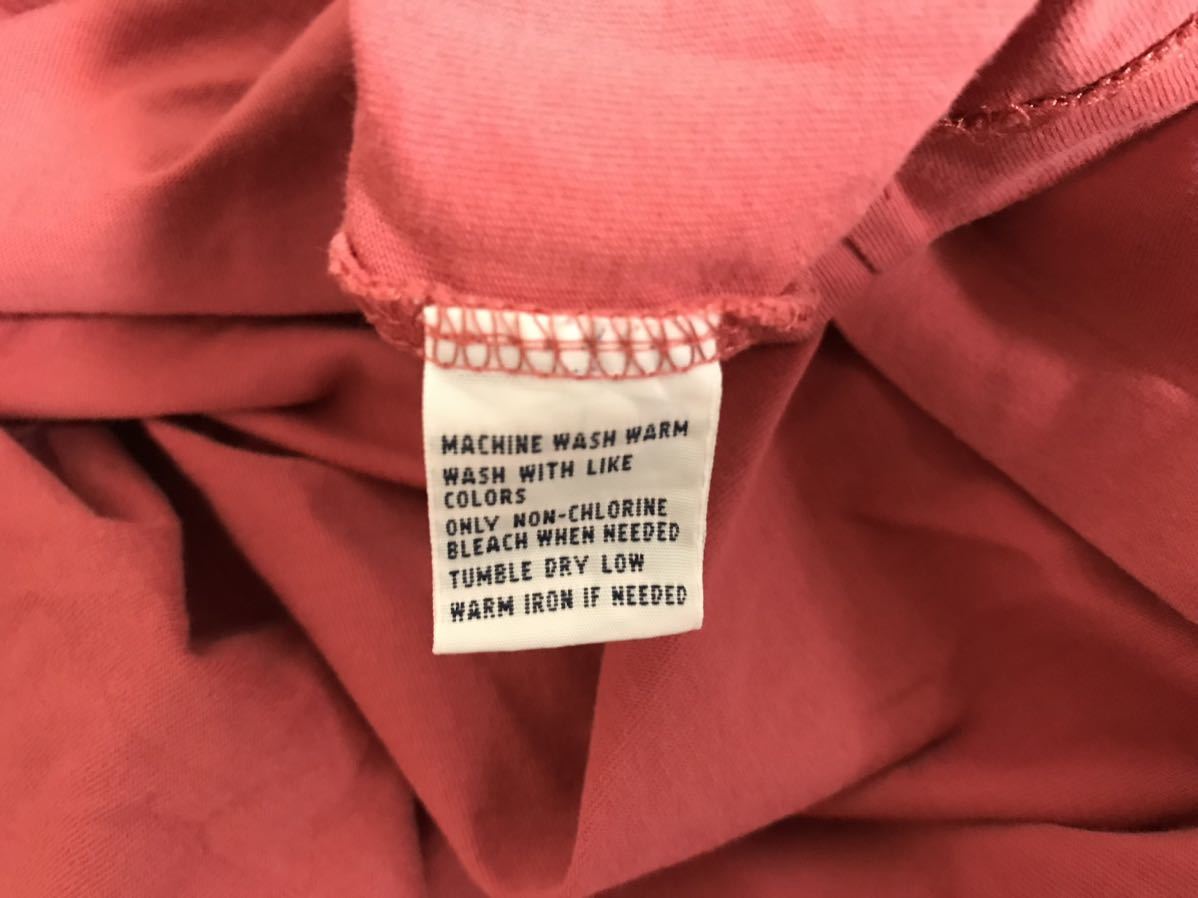 MACHINE WASH WARM
WASH WITH LIKE
COLORS
ONLY NON-CHLORINE
BLEACH WHEN NEEDED
TUMBLE DRY LOW
WARM IRON IF NEEDED